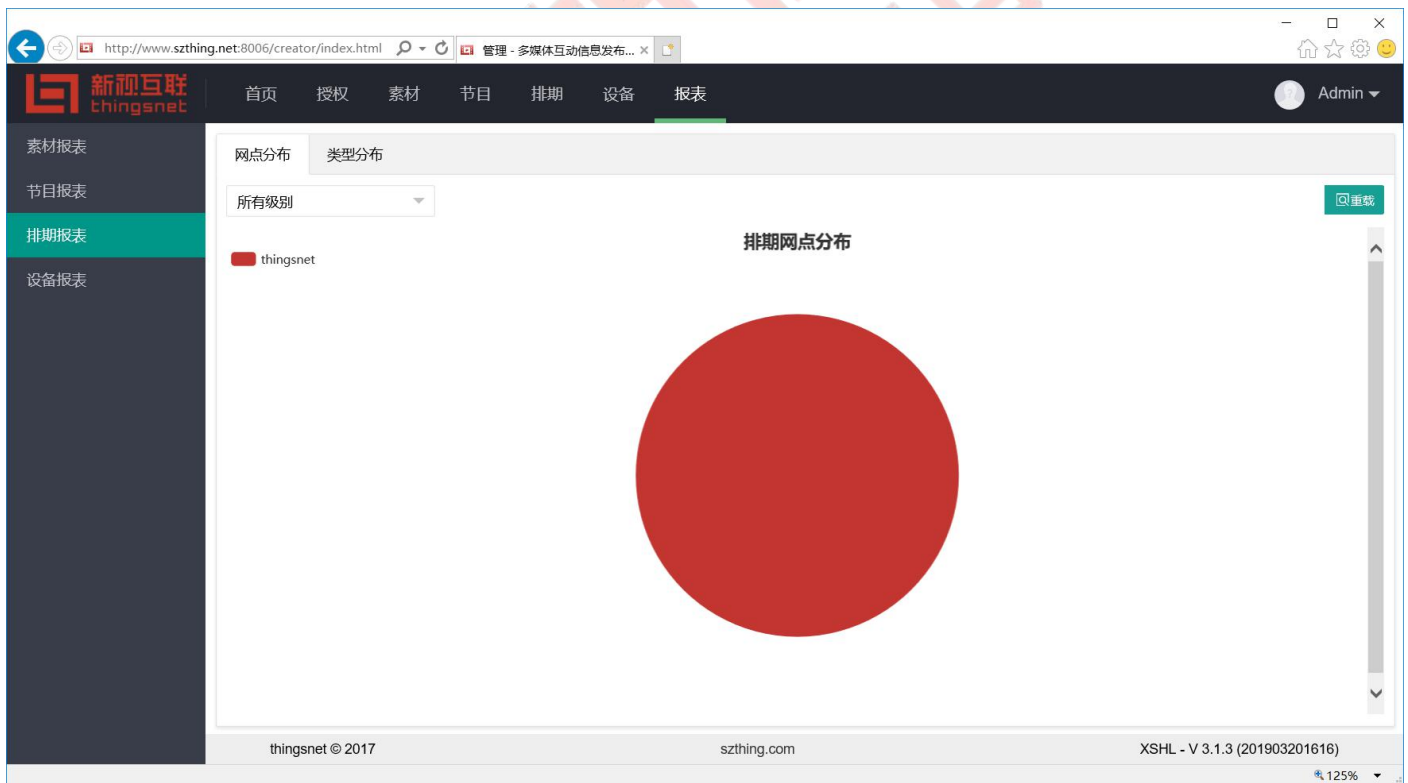 http://www.szthing.net:8006/creator/index.html
管理 - 多媒体互动信息发布...
新视互联
thingsnet
首页 授权 素材 节目 排期 设备 报表
Admin
素材报表
节目报表
排期报表
设备报表
网点分布 类型分布
所有级别
重载
排期网点分布
thingsnet
thingsnet © 2017
szthing.com
XSHL - V 3.1.3 (201903201616)
125%